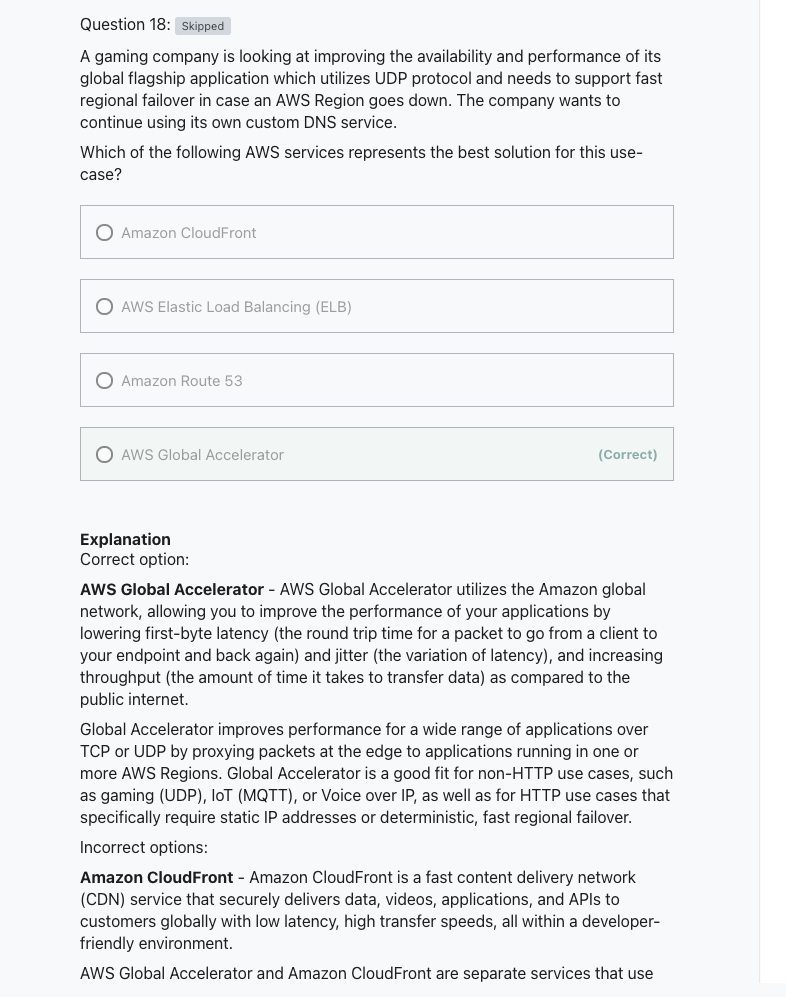 Question 18: Skipped
A gaming company is looking at improving the availability and performance of its
global flagship application which utilizes UDP protocol and needs to support fast
regional failover in case an AWS Region goes down. The company wants to
continue using its own custom DNS service.
Which of the following AWS services represents the best solution for this use-
case?
Amazon CloudFront
AWS Elastic Load Balancing (ELB)
Amazon Route 53
AWS Global Accelerator (Correct)
Explanation
Correct option:
AWS Global Accelerator - AWS Global Accelerator utilizes the Amazon global
network, allowing you to improve the performance of your applications by
lowering first-byte latency (the round trip time for a packet to go from a client to
your endpoint and back again) and jitter (the variation of latency), and increasing
throughput (the amount of time it takes to transfer data) as compared to the
public internet.
Global Accelerator improves performance for a wide range of applications over
TCP or UDP by proxying packets at the edge to applications running in one or
more AWS Regions. Global Accelerator is a good fit for non-HTTP use cases, such
as gaming (UDP), IoT (MQTT), or Voice over IP, as well as for HTTP use cases that
specifically require static IP addresses or deterministic, fast regional failover.
Incorrect options:
Amazon CloudFront - Amazon CloudFront is a fast content delivery network
(CDN) service that securely delivers data, videos, applications, and APIs to
customers globally with low latency, high transfer speeds, all within a developer-
friendly environment.
AWS Global Accelerator and Amazon CloudFront are separate services that use